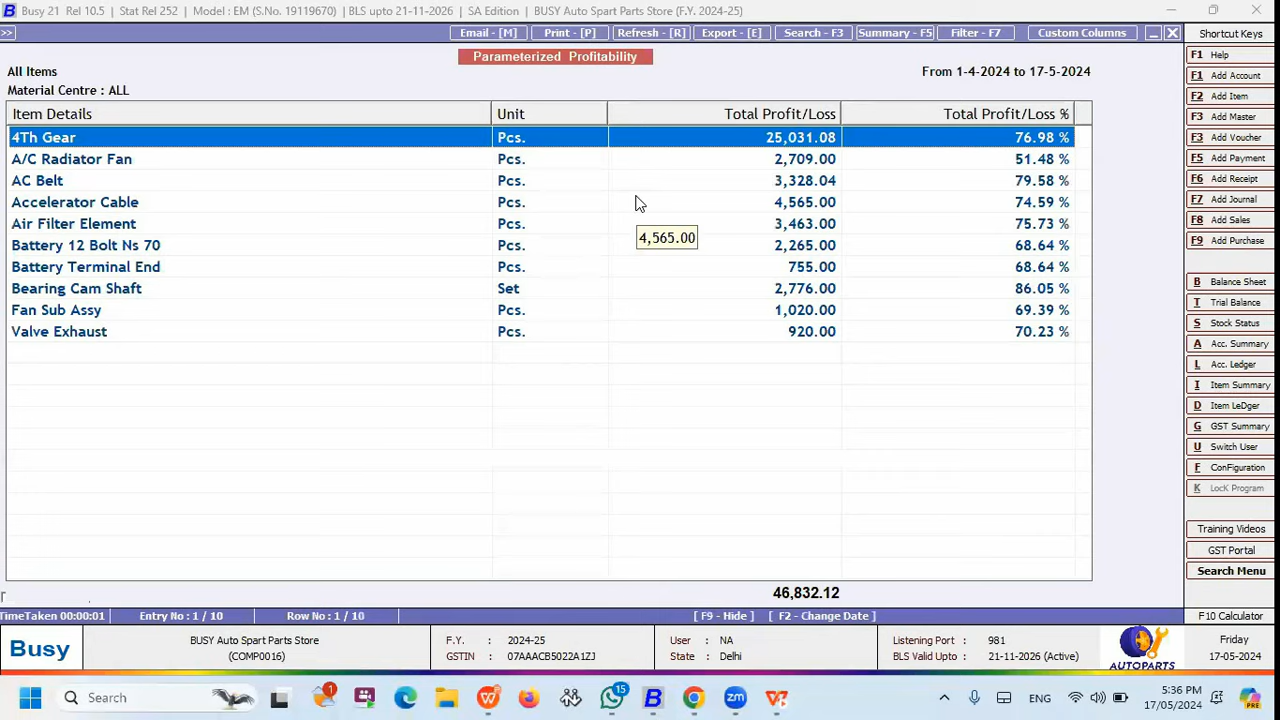 Busy 21 Rel 10.5 | Stat Rel 252 | Model : EM (S.No. 19119670) | BLS upto 21-11-2026 | SA Edition | BUSY Auto Spart Parts Store (F.Y. 2024-25)
>> Email - [M] Print - [P] Refresh - [R] Export - [E] Search - F3 Summary - F5 Filter - F7 Custom Columns
Parameterized Profitability
All Items From 1-4-2024 to 17-5-2024
Material Centre : ALL
Item Details Unit Total Profit/Loss Total Profit/Loss %
4Th Gear Pcs. 25,031.08 76.98 %
A/C Radiator Fan Pcs. 2,709.00 51.48 %
AC Belt Pcs. 3,328.04 79.58 %
Accelerator Cable Pcs. 4,565.00 74.59 %
Air Filter Element Pcs. 3,463.00 75.73 %
4,565.00
Battery 12 Bolt Ns 70 Pcs. 2,265.00 68.64 %
Battery Terminal End Pcs. 755.00 68.64 %
Bearing Cam Shaft Set 2,776.00 86.05 %
Fan Sub Assy Pcs. 1,020.00 69.39 %
Valve Exhaust Pcs. 920.00 70.23 %
46,832.12
TimeTaken 00:00:01 Entry No : 1 / 10 Row No : 1 / 10 [ F9 - Hide ] [ F2 - Change Date ]
Shortcut Keys
F1 Help
F1 Add Account
F2 Add Item
F3 Add Master
F3 Add Voucher
F5 Add Payment
F6 Add Receipt
F7 Add Journal
F8 Add Sales
F9 Add Purchase
B Balance Sheet
T Trial Balance
S Stock Status
A Acc. Summary
L Acc. Ledger
I Item Summary
D Item LeDger
G GST Summary
U Switch User
F ConFiguration
K LocK Program
Training Videos
GST Portal
Search Menu
F10 Calculator
Busy
BUSY Auto Spart Parts Store
(COMP0016)
F.Y. : 2024-25
GSTIN : 07AAACB5022A1ZJ
User : NA
State : Delhi
Listening Port : 981
BLS Valid Upto : 21-11-2026 (Active)
AUTOPARTS
Friday
17-05-2024
Search 1 15 ENG 5:36 PM
17/05/2024 PRE